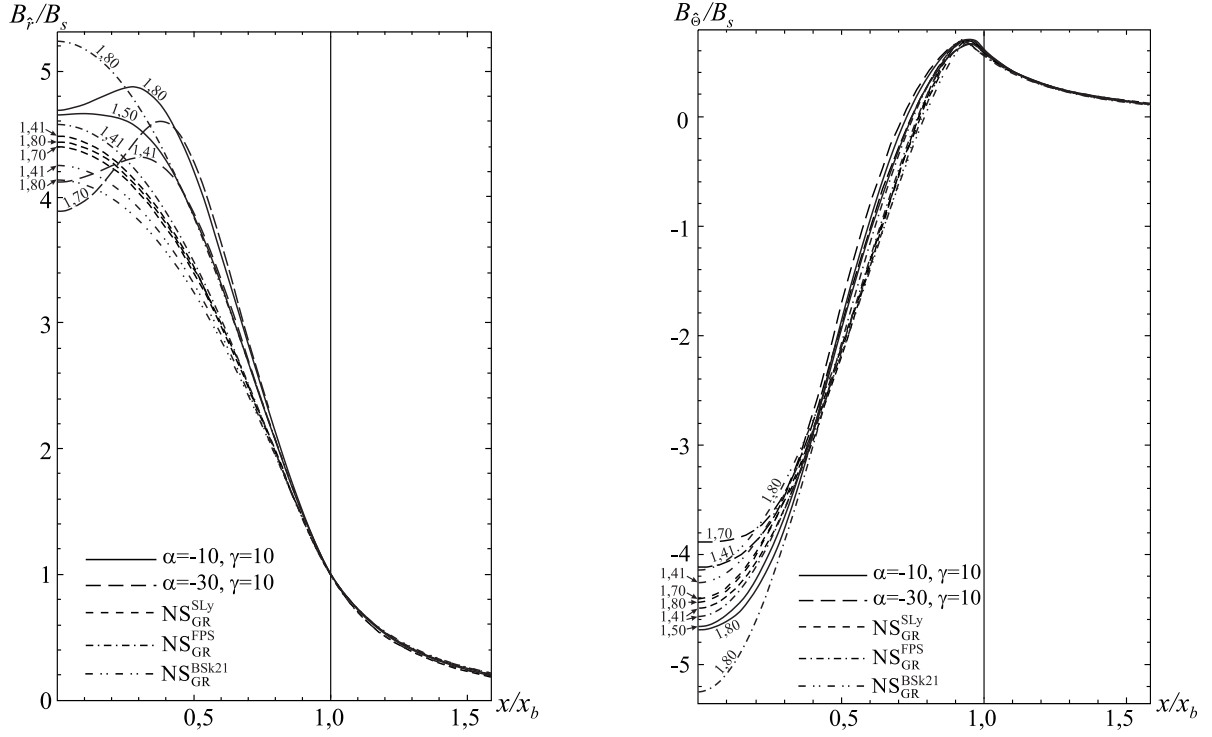 B_r̂/B_s
5
4
3
2
1
0
0,5
1,0
1,5
x/x_b
1,80
1,80
1,50
1,41
1,41
1,70
1,41
1,80
1,70
1,41
1,80
α=-10, γ=10
α=-30, γ=10
NS_GR^SLy
NS_GR^FPS
NS_GR^BSk21
B_Θ̂/B_s
0
-1
-2
-3
-4
-5
0,5
1,0
1,5
x/x_b
1,80
1,70
1,41
1,41
1,70
1,80
1,41
1,50
1,80
1,80
α=-10, γ=10
α=-30, γ=10
NS_GR^SLy
NS_GR^FPS
NS_GR^BSk21